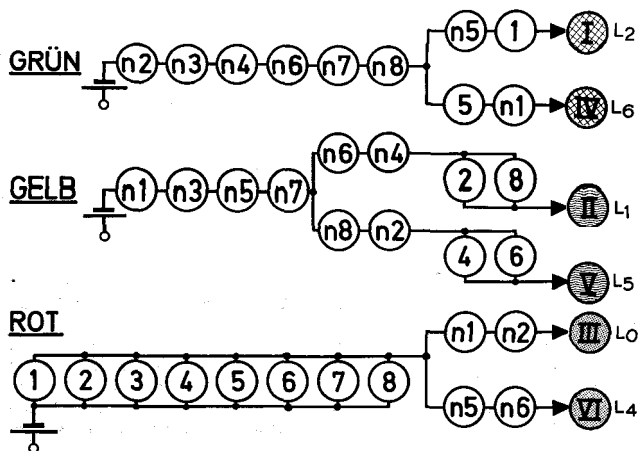 n5 1 I L2
GRÜN n2 n3 n4 n6 n7 n8
5 n1 IV L6
n6 n4
GELB n1 n3 n5 n7 2 8
II L1
n8 n2
4 6
V L5
ROT
n1 n2 III L0
1 2 3 4 5 6 7 8
n5 n6 VI L4